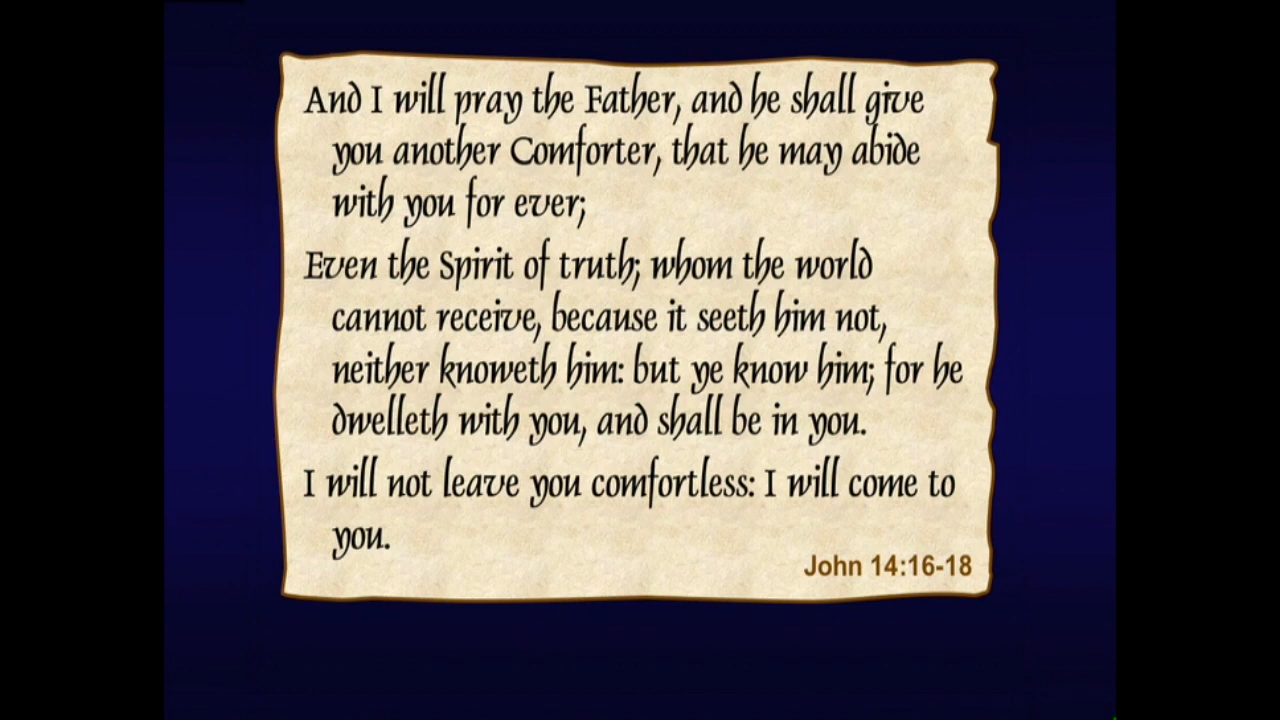 And I will pray the Father, and he shall give
you another Comforter, that he may abide
with you for ever;
Even the Spirit of truth; whom the world
cannot receive, because it seeth him not,
neither knoweth him: but ye know him; for he
dwelleth with you, and shall be in you.
I will not leave you comfortless: I will come to
you.
John 14:16-18